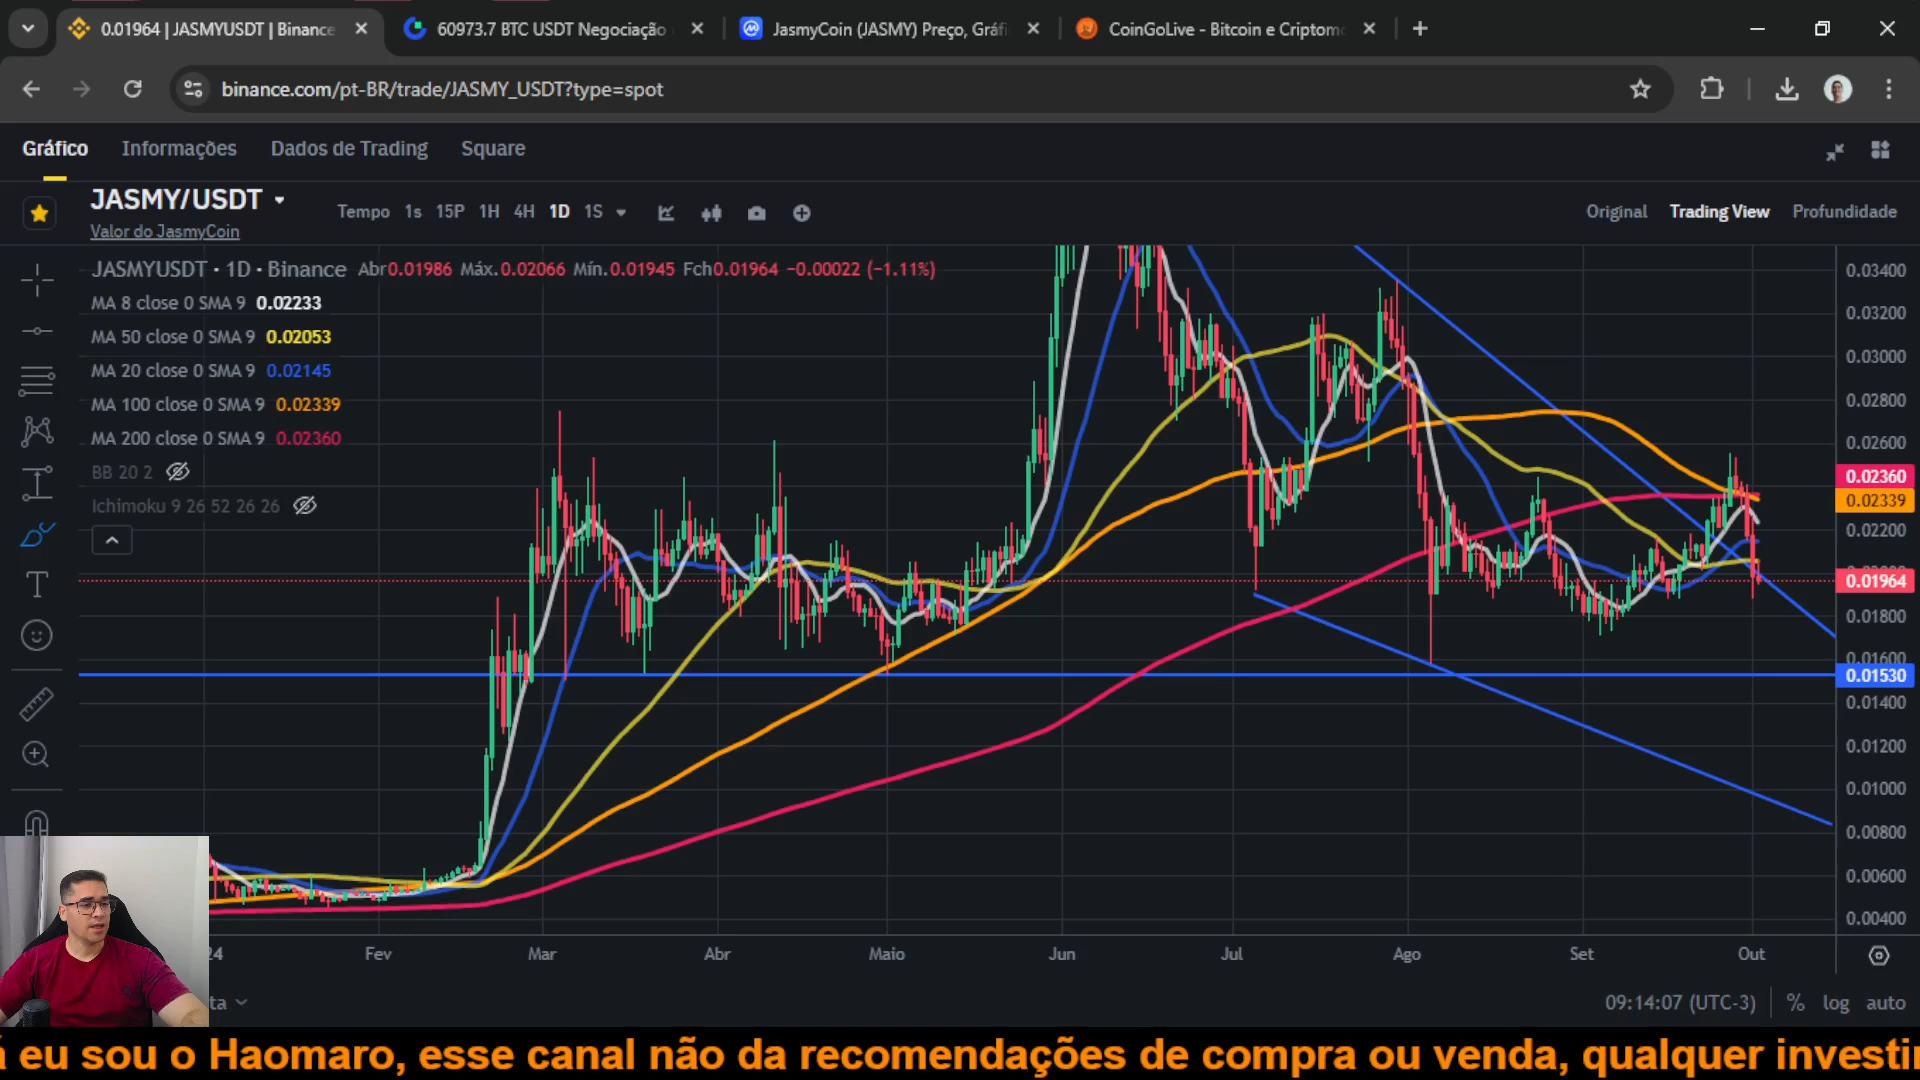 0.01964 | JASMYUSDT | Binance
60973.7 BTC USDT Negociação
JasmyCoin (JASMY) Preço, Gráfi
CoinGoLive - Bitcoin e Criptom
binance.com/pt-BR/trade/JASMY_USDT?type=spot
Gráfico Informações Dados de Trading Square
JASMY/USDT
Valor do JasmyCoin
Tempo 1s 15P 1H 4H 1D 1S
Original Trading View Profundidade
JASMYUSDT · 1D · Binance Abr0.01986 Máx.0.02066 Mín.0.01945 Fch0.01964 −0.00022 (−1.11%)
MA 8 close 0 SMA 9 0.02233
MA 50 close 0 SMA 9 0.02053
MA 20 close 0 SMA 9 0.02145
MA 100 close 0 SMA 9 0.02339
MA 200 close 0 SMA 9 0.02360
BB 20 2
Ichimoku 9 26 52 26 26
0.03400
0.03200
0.03000
0.02800
0.02600
0.02360
0.02339
0.02200
0.01964
0.01800
0.01600
0.01530
0.01400
0.01200
0.01000
0.00800
0.00600
0.00400
24 Fev Mar Abr Maio Jun Jul Ago Set Out
ta
09:14:07 (UTC-3) % log auto
á eu sou o Haomaro, esse canal não da recomendações de compra ou venda, qualquer investi